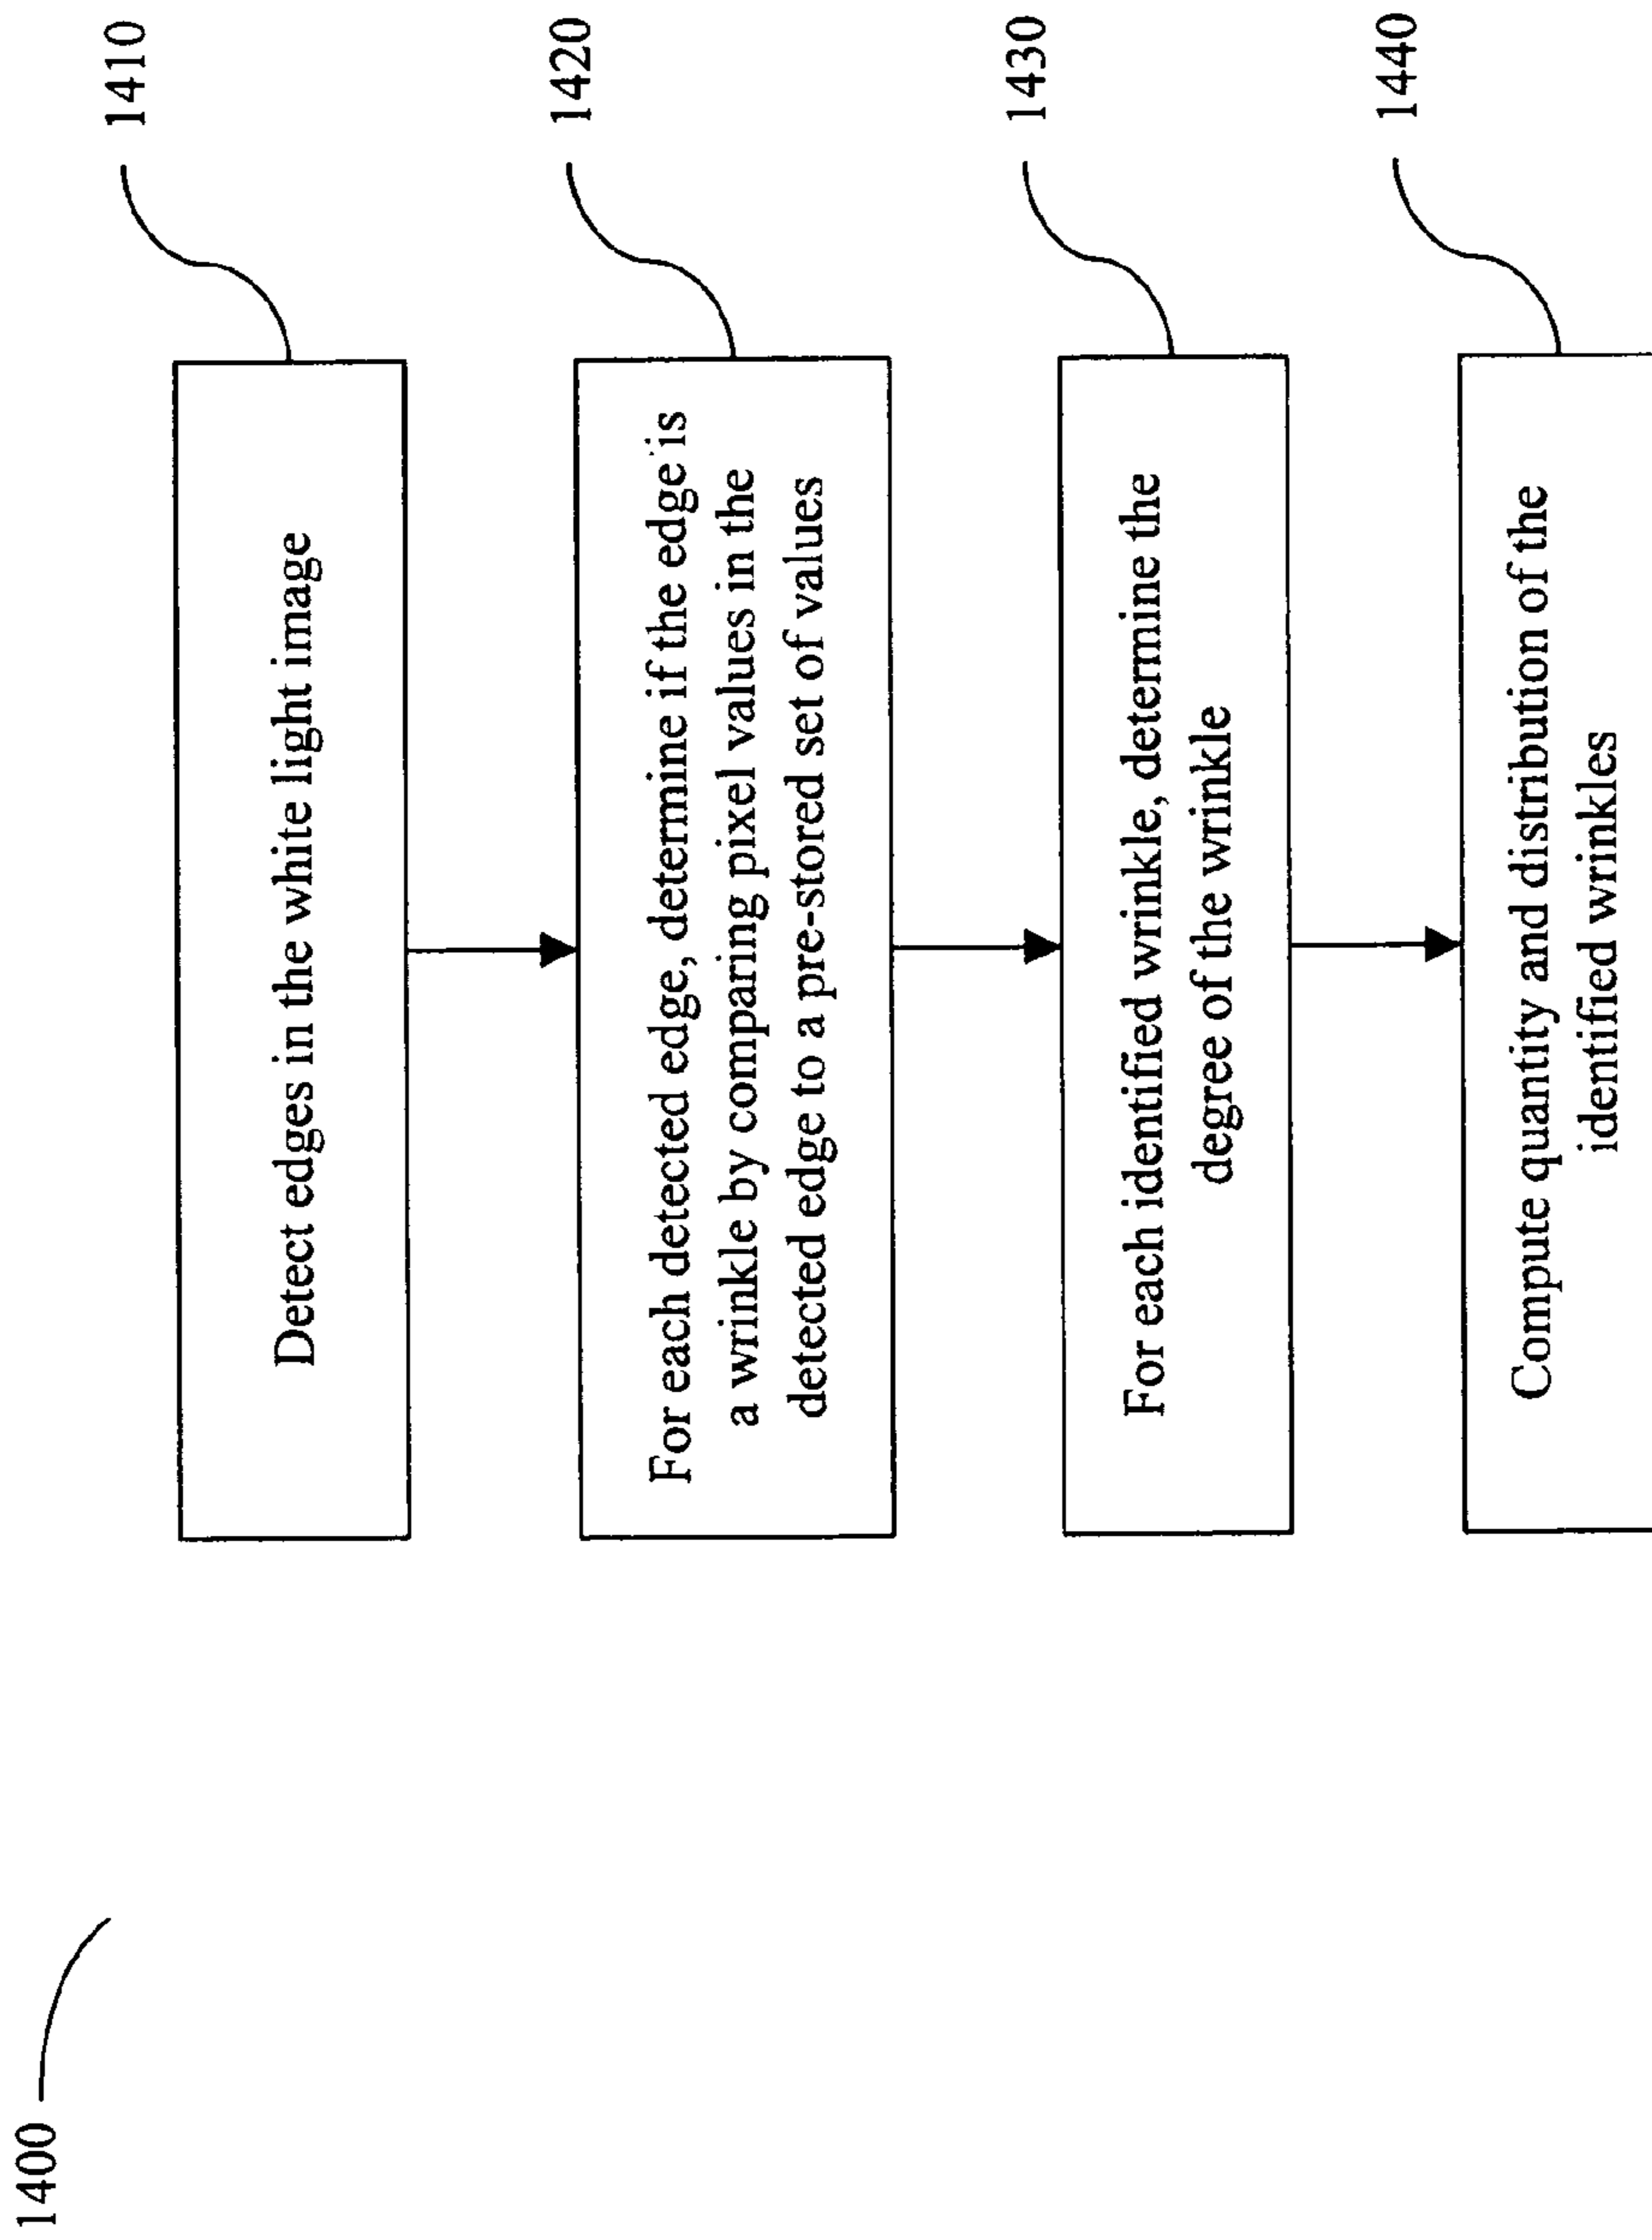 1400
1410
Detect edges in the white light image
1420
For each detected edge, determine if the edge is
a wrinkle by comparing pixel values in the
detected edge to a pre-stored set of values
1430
For each identified wrinkle, determine the
degree of the wrinkle
1440
Compute quantity and distribution of the
identified wrinkles